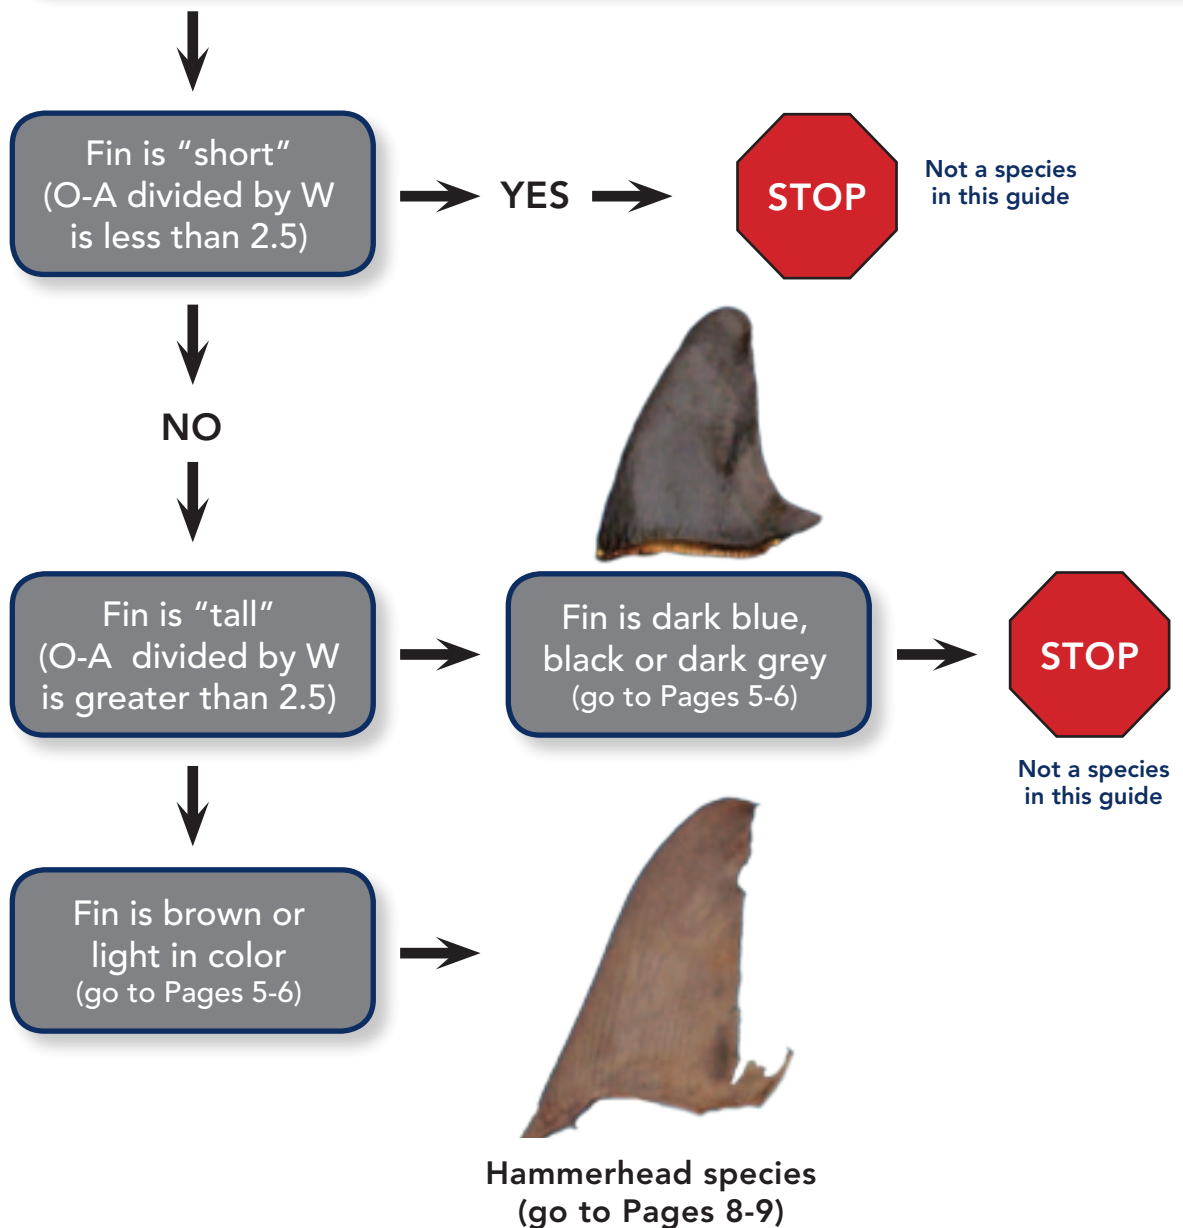 Fin is “short”
(O-A divided by W
is less than 2.5)
YES
STOP
Not a species
in this guide
NO
Fin is “tall”
(O-A divided by W
is greater than 2.5)
Fin is dark blue,
black or dark grey
(go to Pages 5-6)
STOP
Not a species
in this guide
Fin is brown or
light in color
(go to Pages 5-6)
Hammerhead species
(go to Pages 8-9)